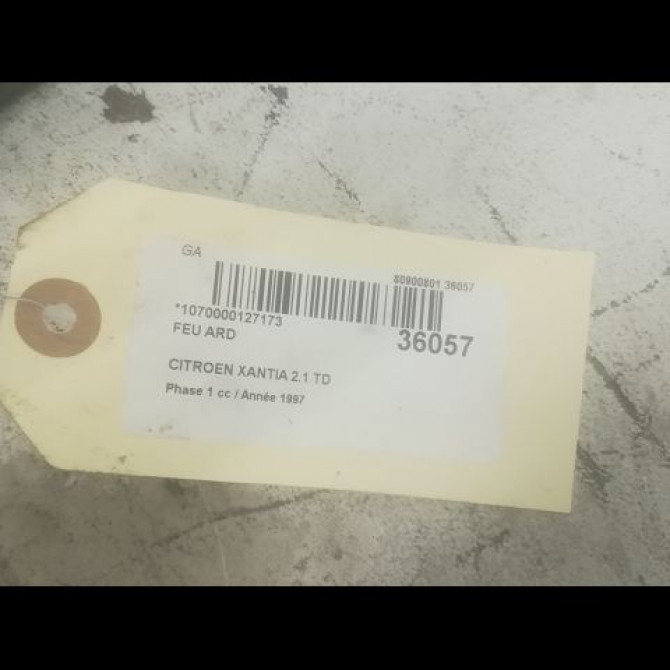 GA
80900801 36057
*1070000127173
36057
FEU ARD
CITROEN XANTIA 2.1 TD
Phase 1 cc / Année 1997